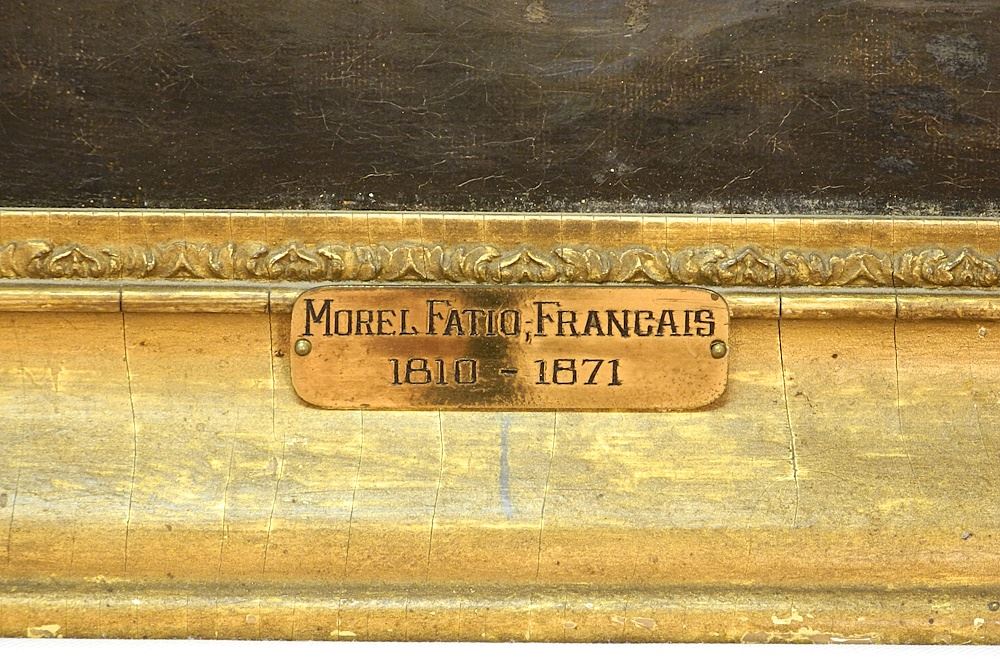 MOREL FATIO, FRANCAIS
1810 - 1871